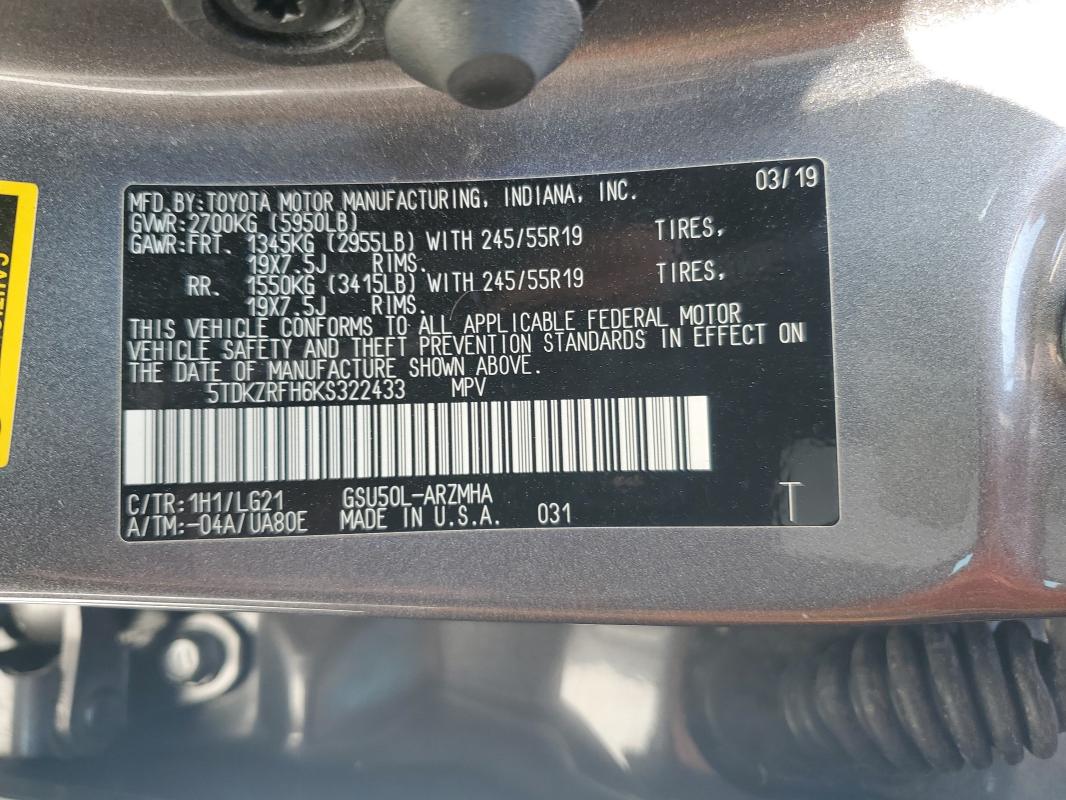 MFD.BY:TOYOTA MOTOR MANUFACTURING, INDIANA, INC. 03/19
GVWR:2700KG (5950LB)
GAWR:FRT. 1345KG (2955LB) WITH 245/55R19 TIRES,
19X7.5J RIMS.
RR. 1550KG (3415LB) WITH 245/55R19 TIRES,
19X7.5J RIMS.
THIS VEHICLE CONFORMS TO ALL APPLICABLE FEDERAL MOTOR
VEHICLE SAFETY AND THEFT PREVENTION STANDARDS IN EFFECT ON
THE DATE OF MANUFACTURE SHOWN ABOVE.
5TDKZRFH6KS322433 MPV
C/TR:1H1/LG21 GSU50L-ARZMHA
A/TM:-04A/UA80E MADE IN U.S.A. 031 T